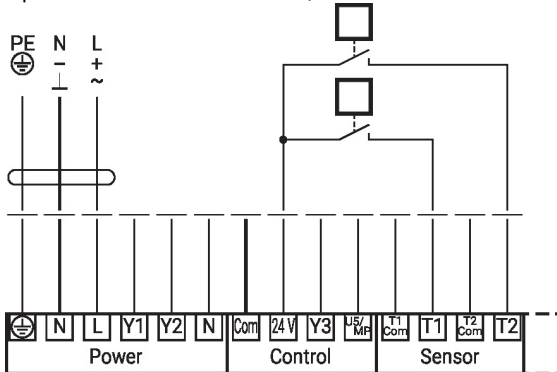 PE N L
– +
⊥ ~
N L Y1 Y2 N Com 24 V Y3 U5/MP T1 Com T1 T2 Com T2
Power Control Sensor